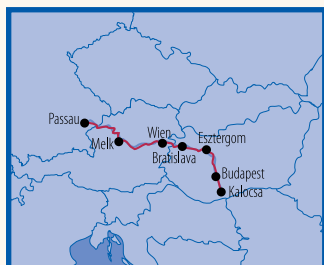 Passau
Melk
Wien
Bratislava
Esztergom
Budapest
Kalocsa